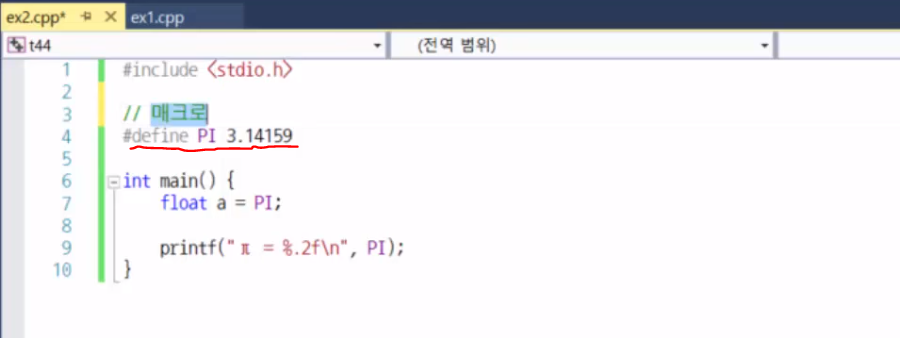 ex2.cpp* ex1.cpp
t44 (전역 범위)
1 #include <stdio.h>
2
3 // 매크로
4 #define PI 3.14159
5
6 int main() {
7 float a = PI;
8
9 printf("π = %.2f\n", PI);
10 }